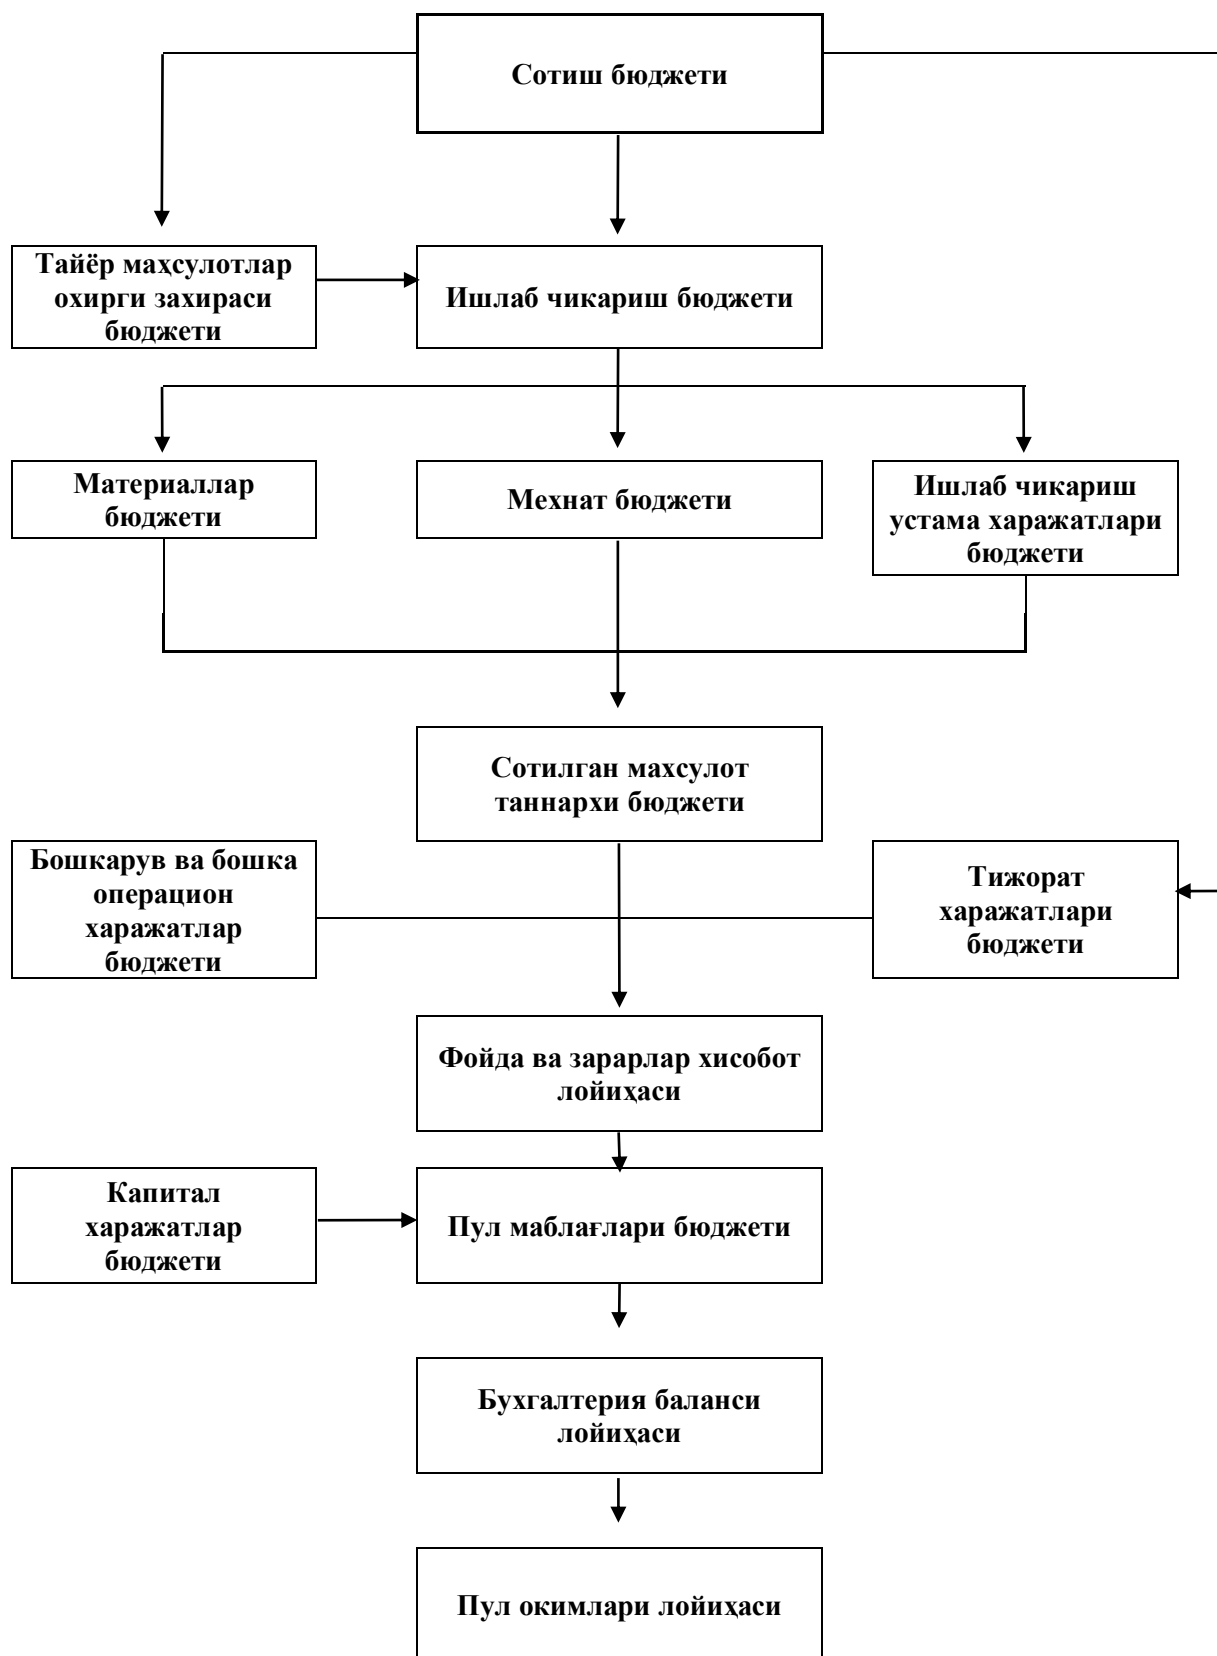 Сотиш бюджети
Тайёр маҳсулотлар
охирги захираси
бюджети
Ишлаб чикариш бюджети
Материаллар
бюджети
Мехнат бюджети
Ишлаб чикариш
устама харажатлари
бюджети
Сотилган махсулот
таннархи бюджети
Бошкарув ва бошка
операцион
харажатлар
бюджети
Тижорат
харажатлари
бюджети
Фойда ва зарарлар хисобот
лойиҳаси
Капитал
харажатлар
бюджети
Пул маблағлари бюджети
Бухгалтерия баланси
лойиҳаси
Пул окимлари лойиҳаси